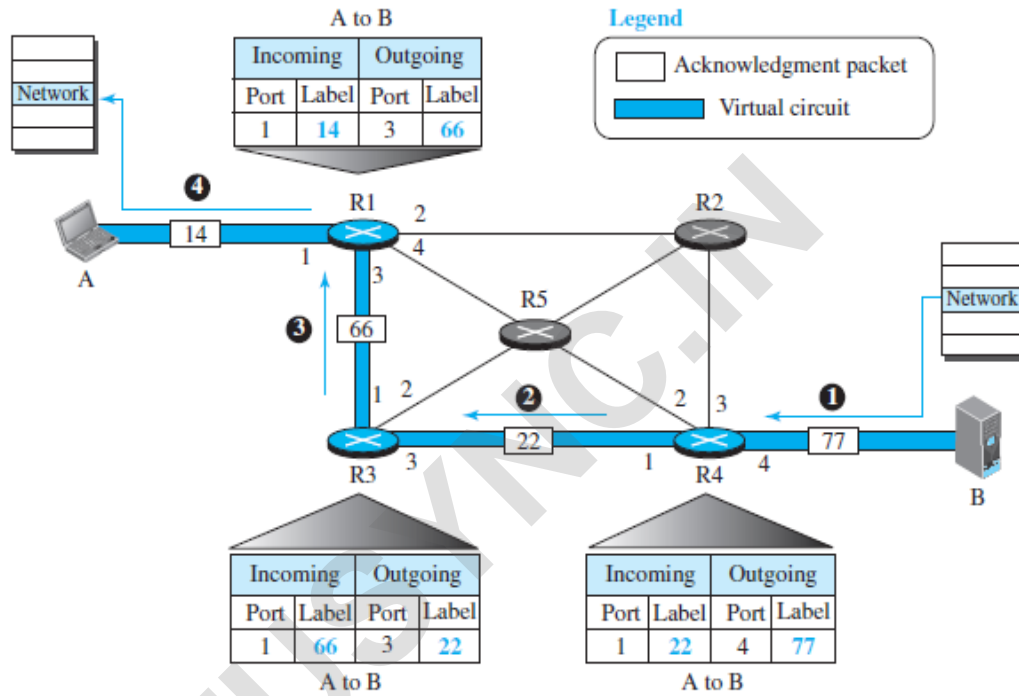 A to B
Incoming Outgoing
Port Label Port Label
1 14 3 66
Legend
Acknowledgment packet
Virtual circuit
Network
4
R1
2
R2
14
1
4
A
3
Network
R5
3
66
1
2
2
2
3
1
22
77
3
1
4
R3
R4
B
Incoming Outgoing
Port Label Port Label
1 66 3 22
A to B
Incoming Outgoing
Port Label Port Label
1 22 4 77
A to B